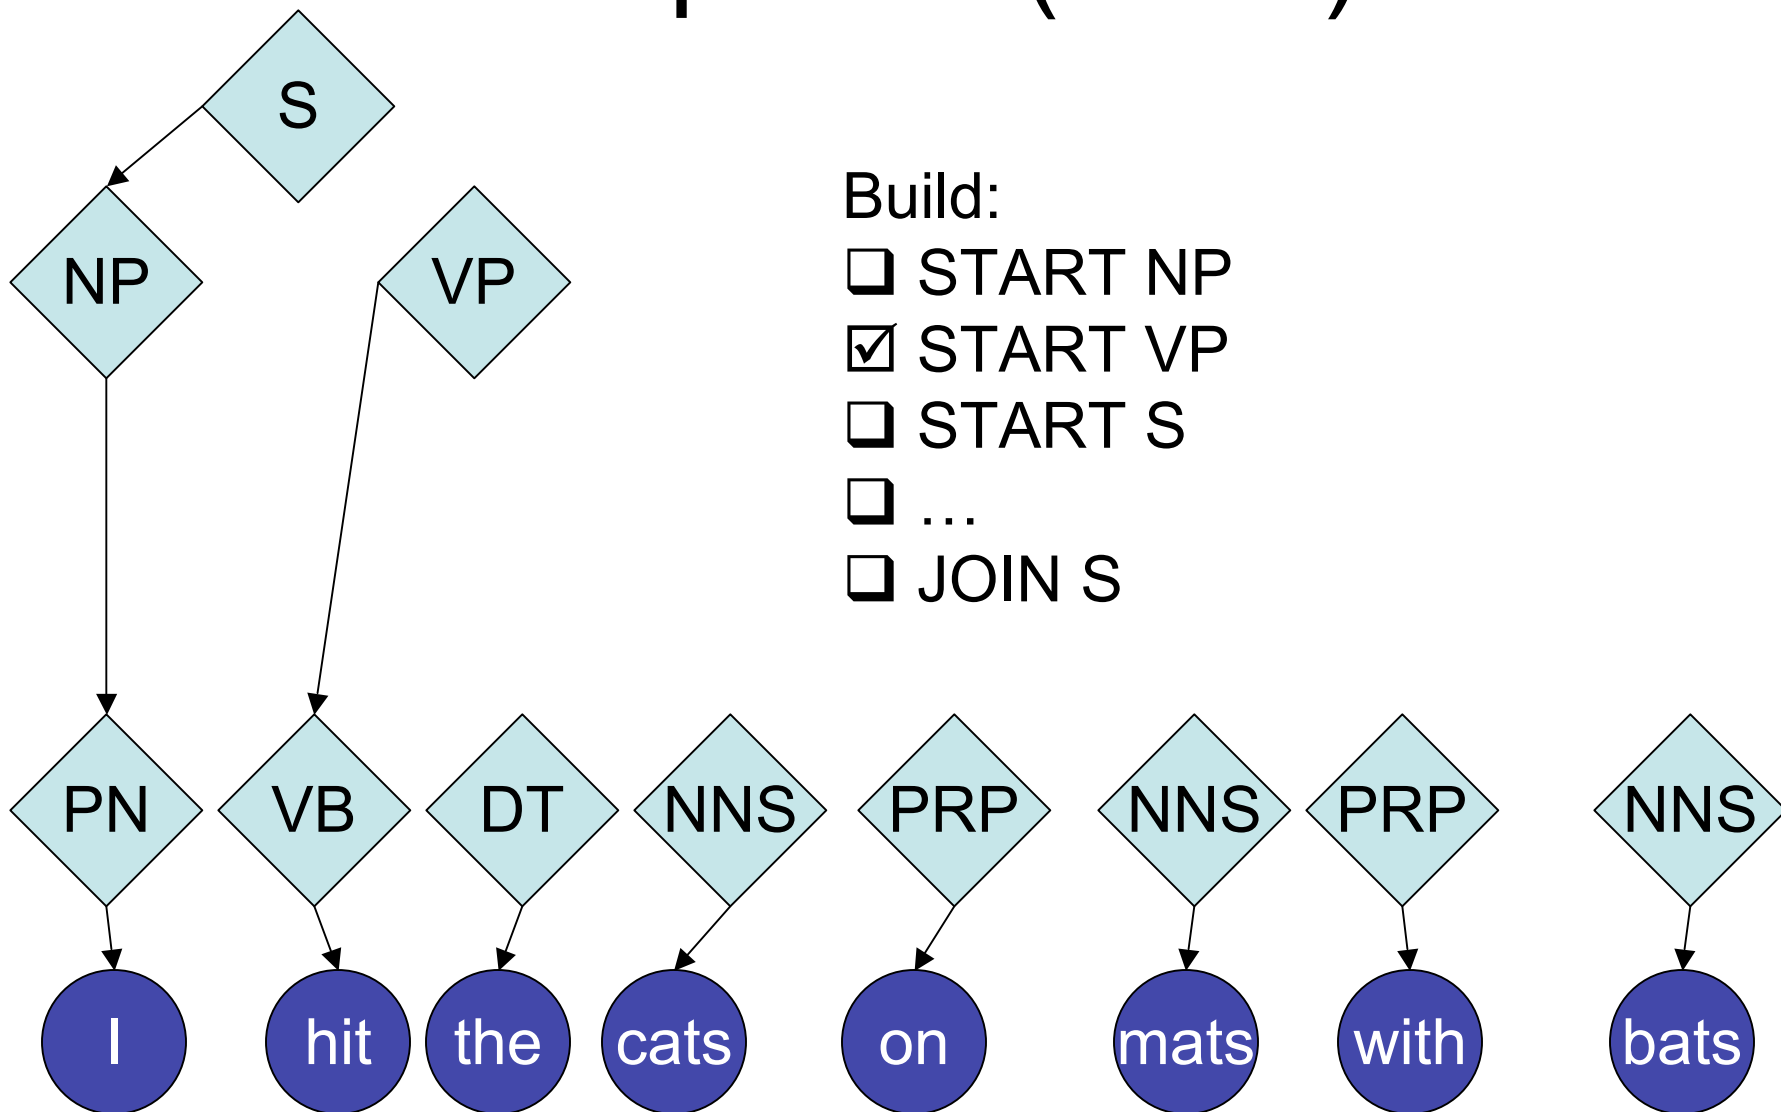 S
NP
VP
Build:
❑ START NP
☑ START VP
❑ START S
❑ …
❑ JOIN S
PN VB DT NNS PRP NNS PRP NNS
I hit the cats on mats with bats